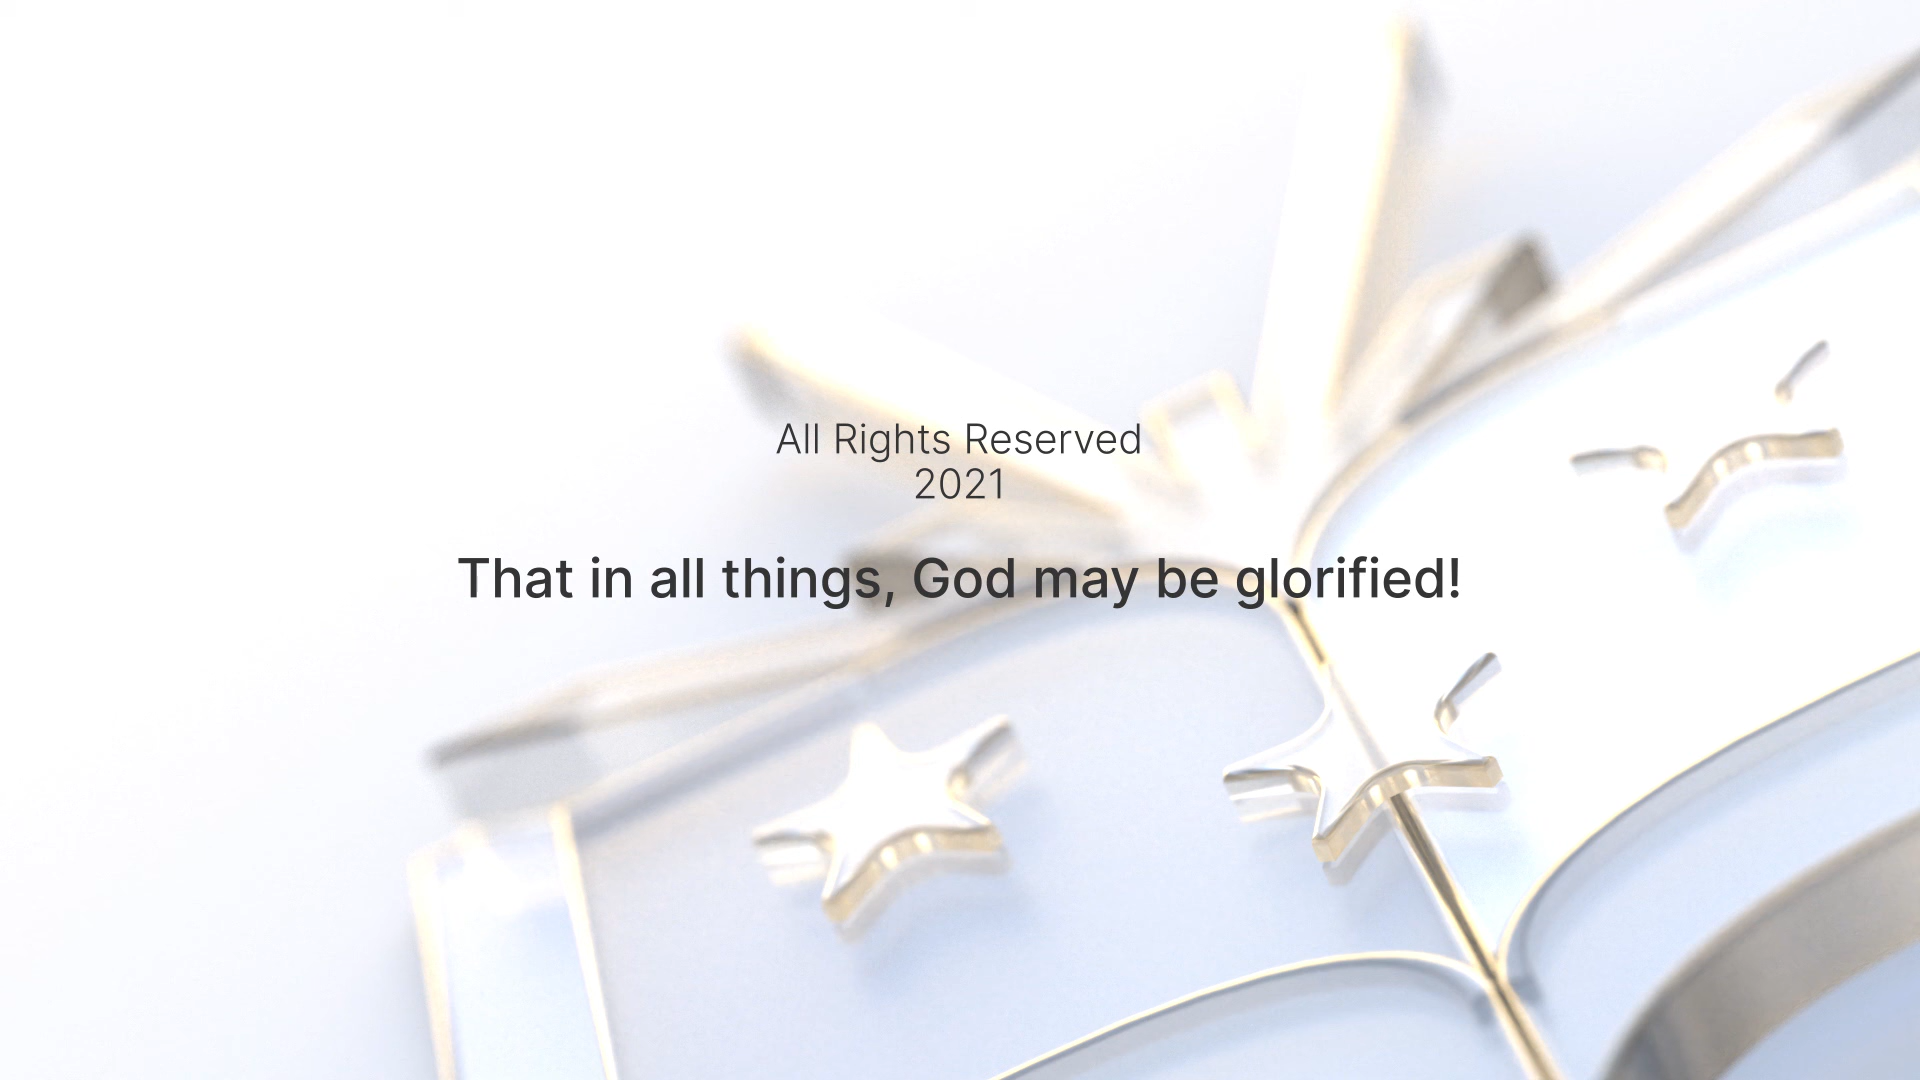 All Rights Reserved
2021
That in all things, God may be glorified!